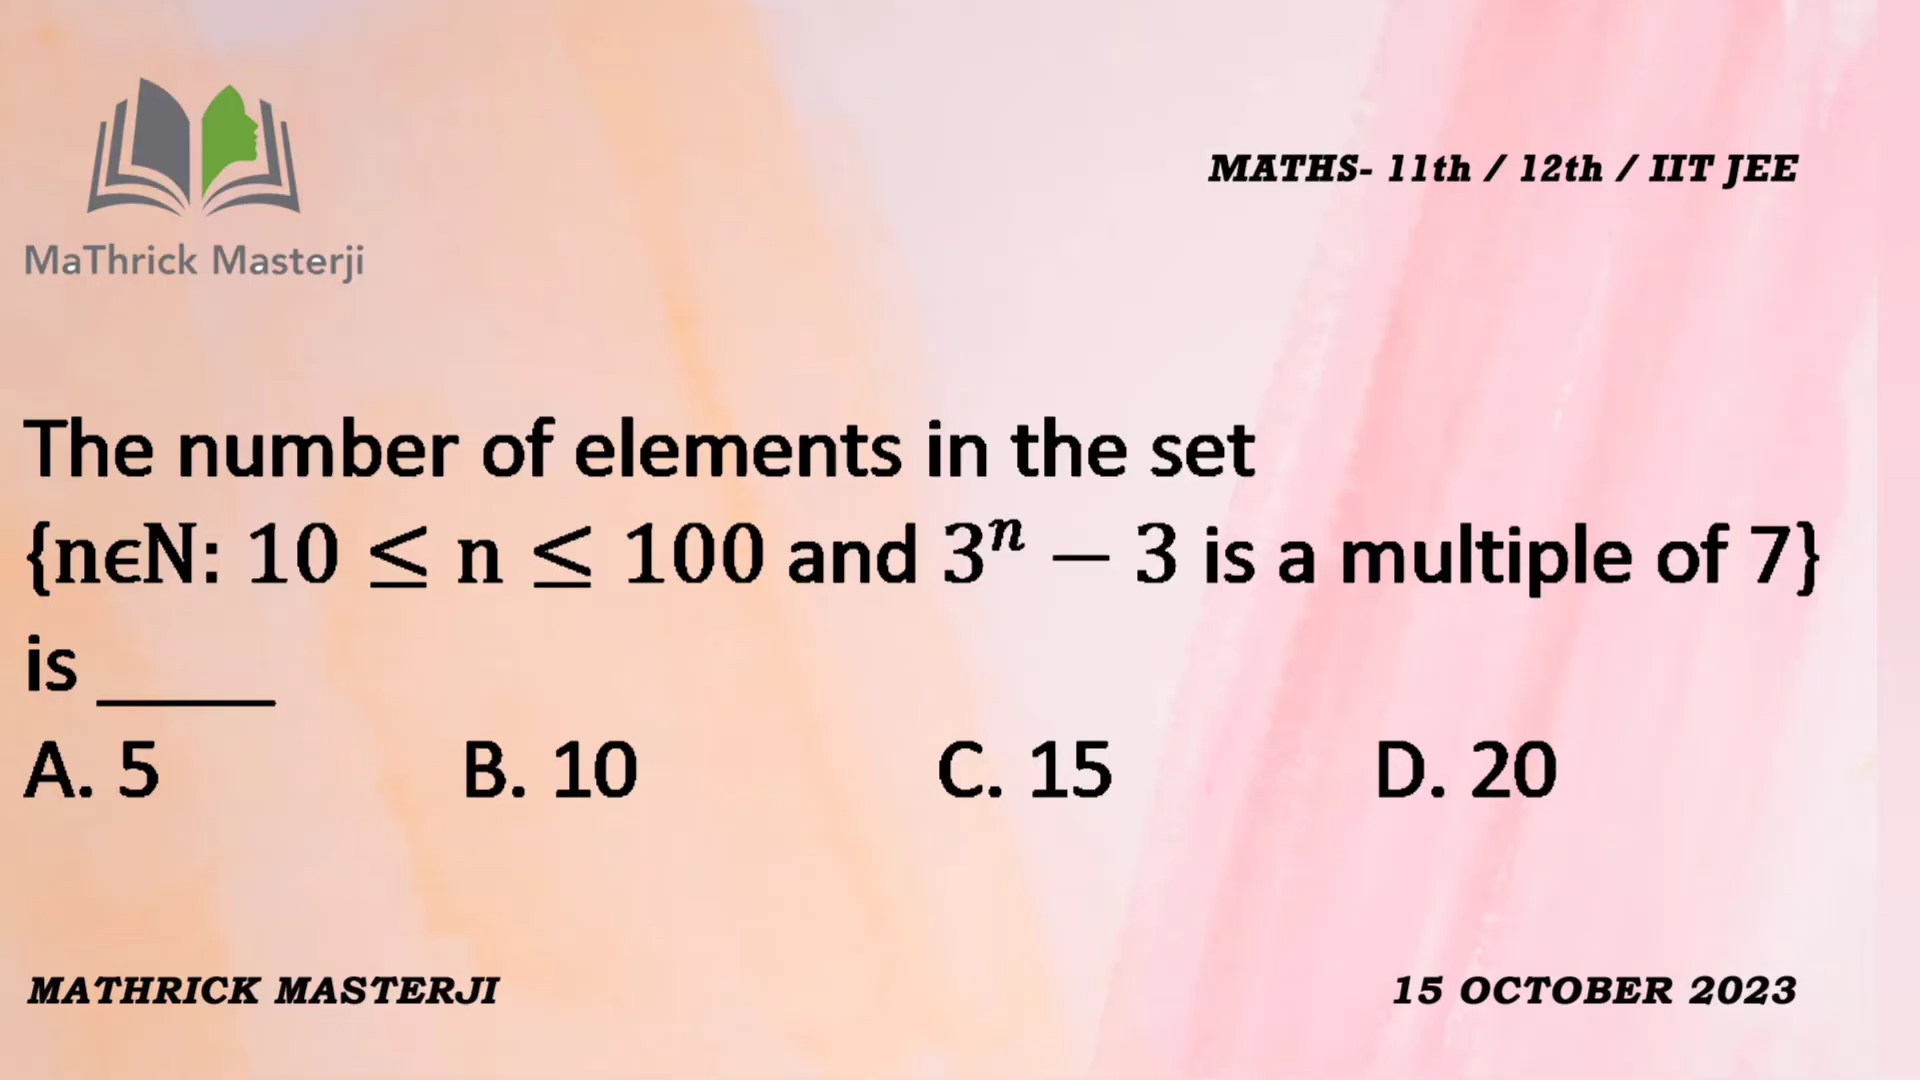 MaThrick Masterji
MATHS- 11th / 12th / IIT JEE
The number of elements in the set
{nϵN: 10 ≤ n ≤ 100 and 3ⁿ − 3 is a multiple of 7}
is _____
A. 5 B. 10 C. 15 D. 20
MATHRICK MASTERJI 15 OCTOBER 2023